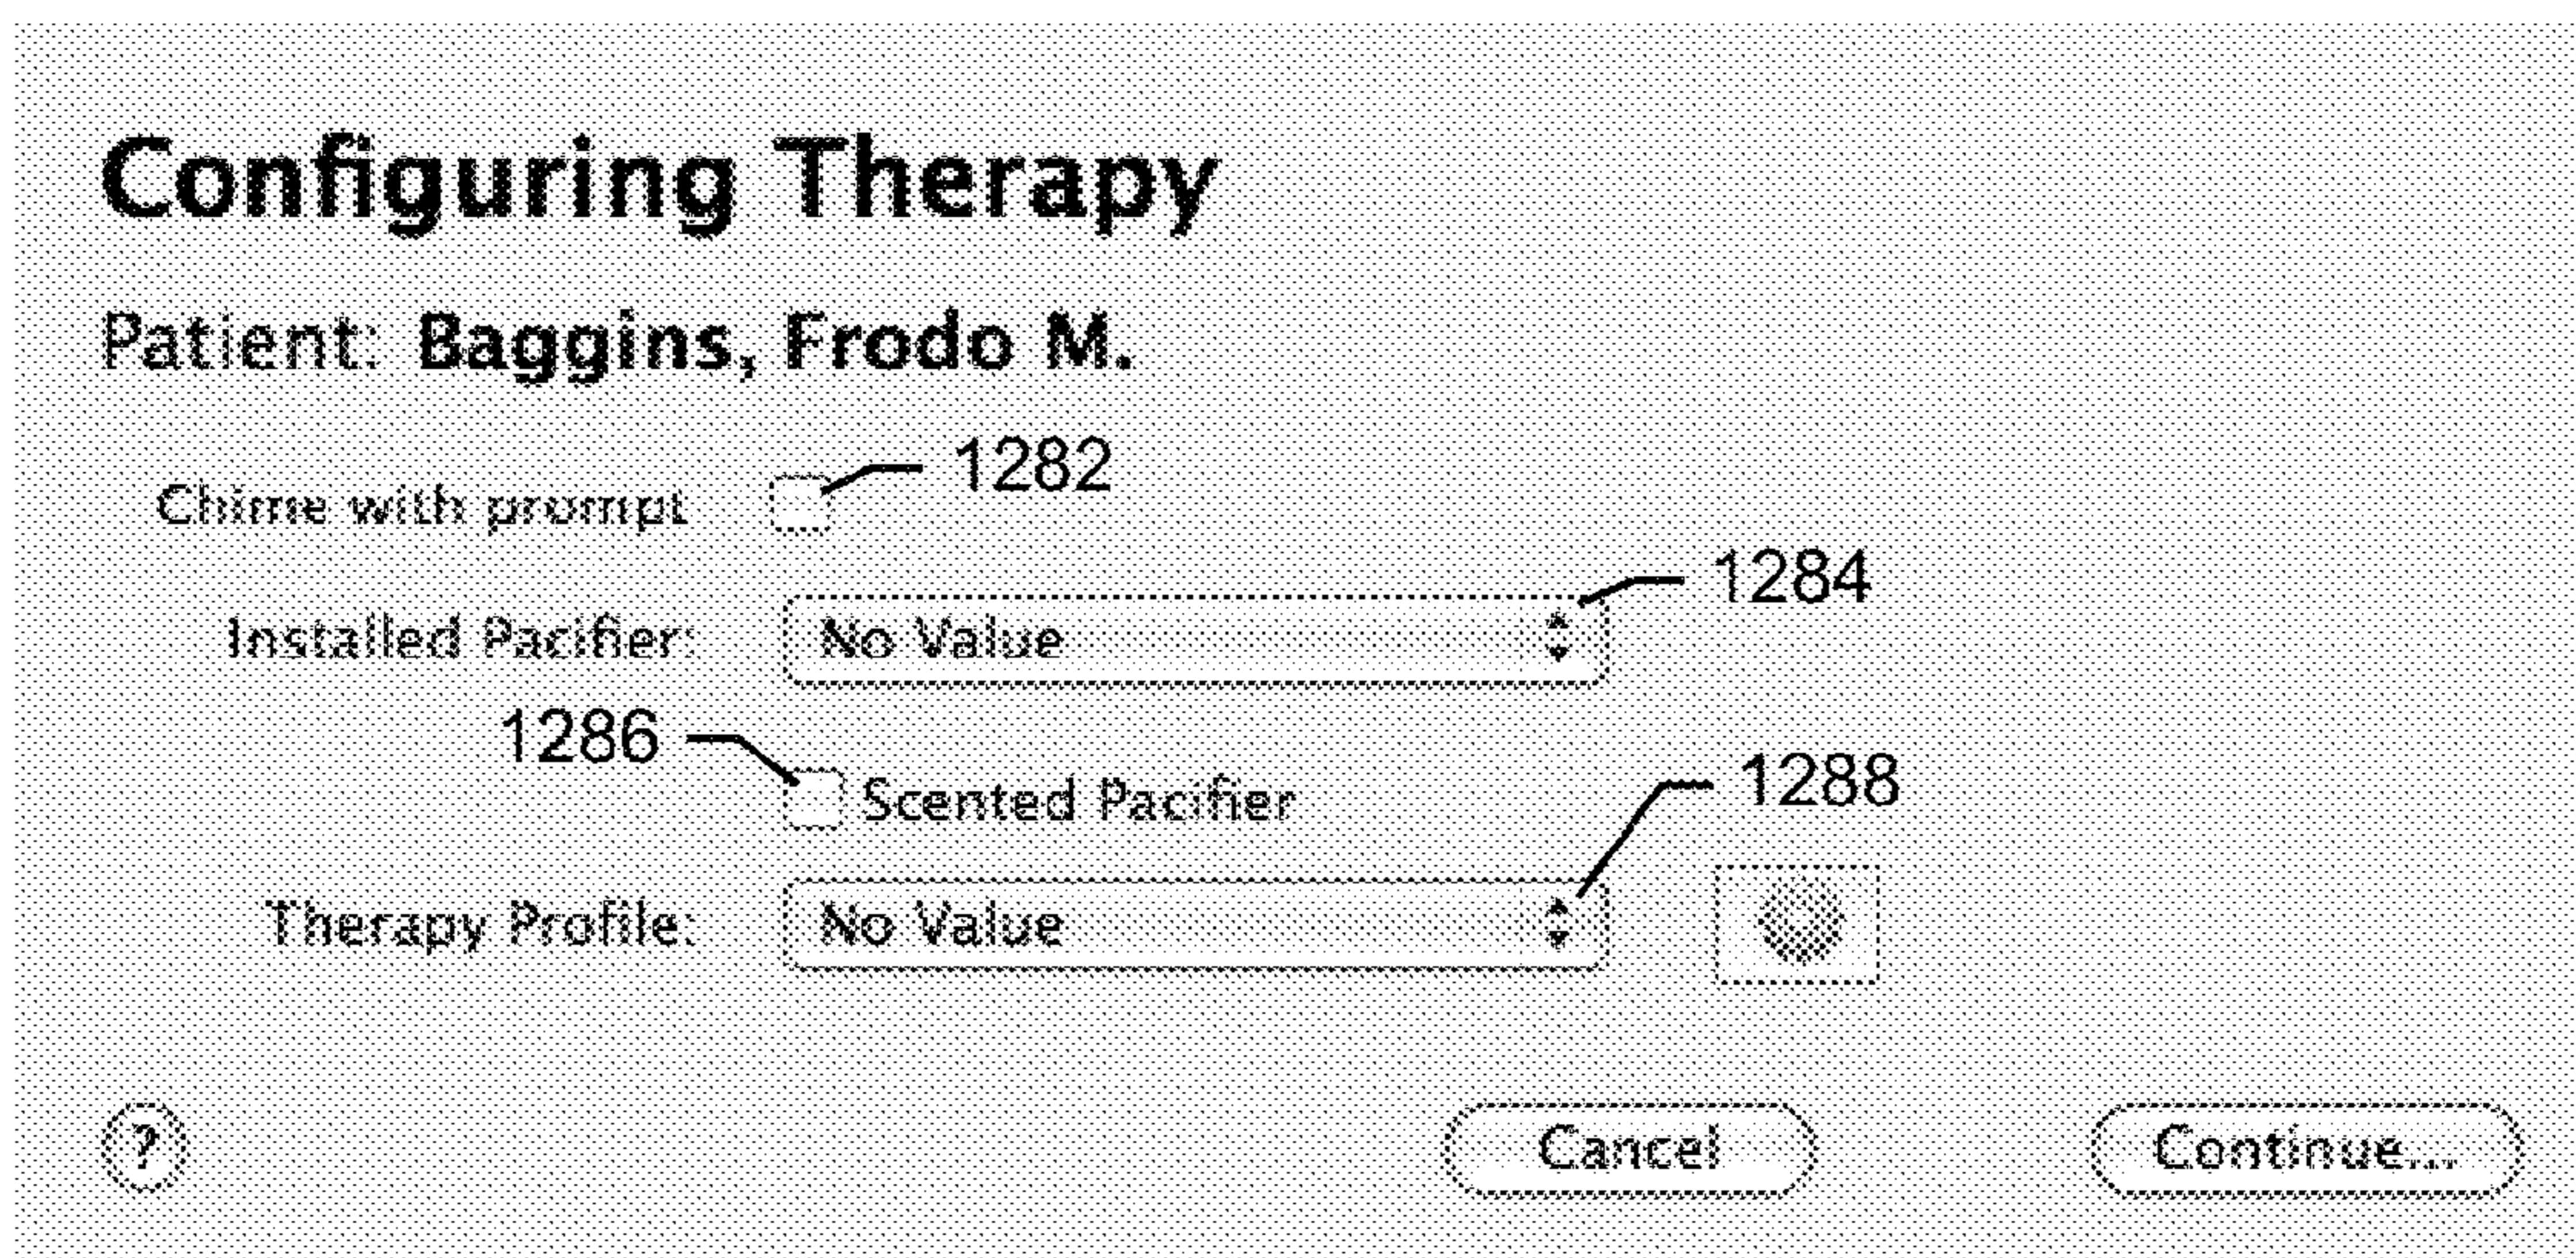 Configuring Therapy
Patient: Baggins, Frodo M.
1282
Chime with prompt
1284
Installed Pacifier: No Value
1286
Scented Pacifier
1288
Therapy Profile: No Value
? Cancel Continue...